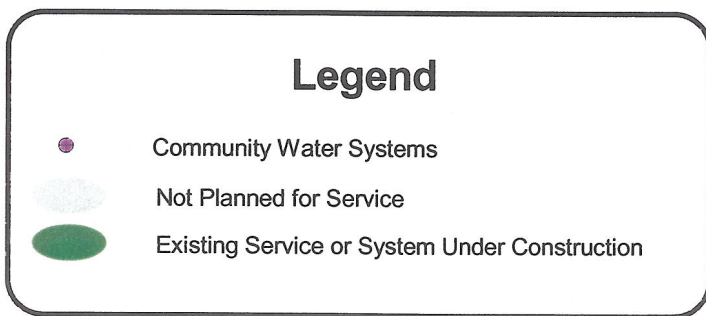 Legend
Community Water Systems
Not Planned for Service
Existing Service or System Under Construction